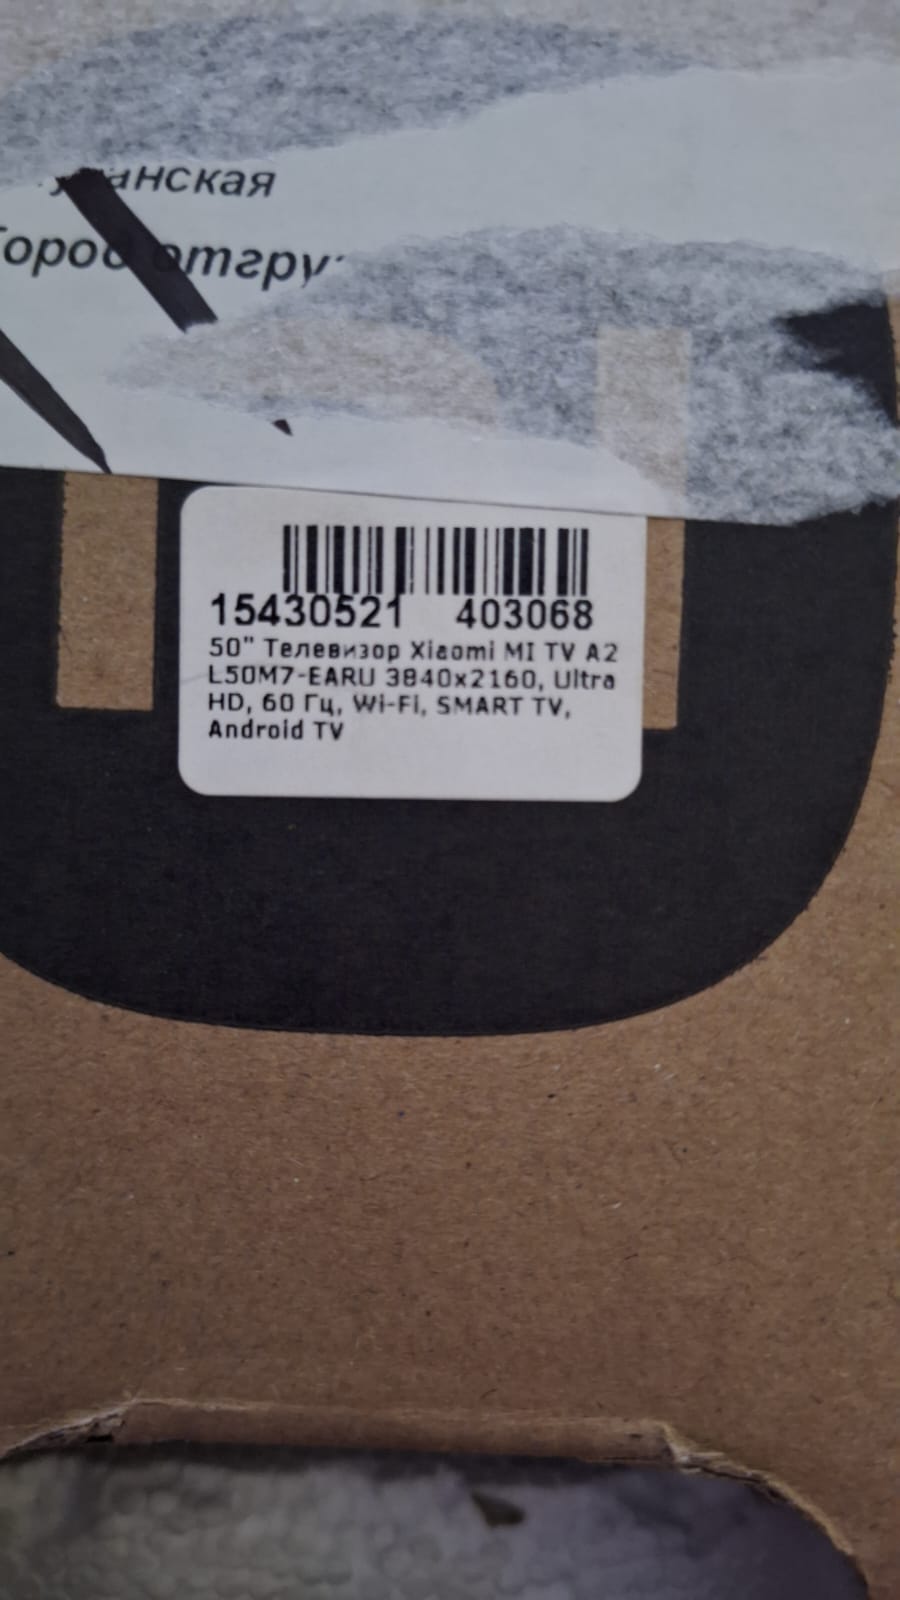 Город отгру
15430521 403068
50" Телевизор Xiaomi MI TV A2
L50M7-EARU 3840x2160, Ultra
HD, 60 Гц, Wi-Fi, SMART TV,
Android TV